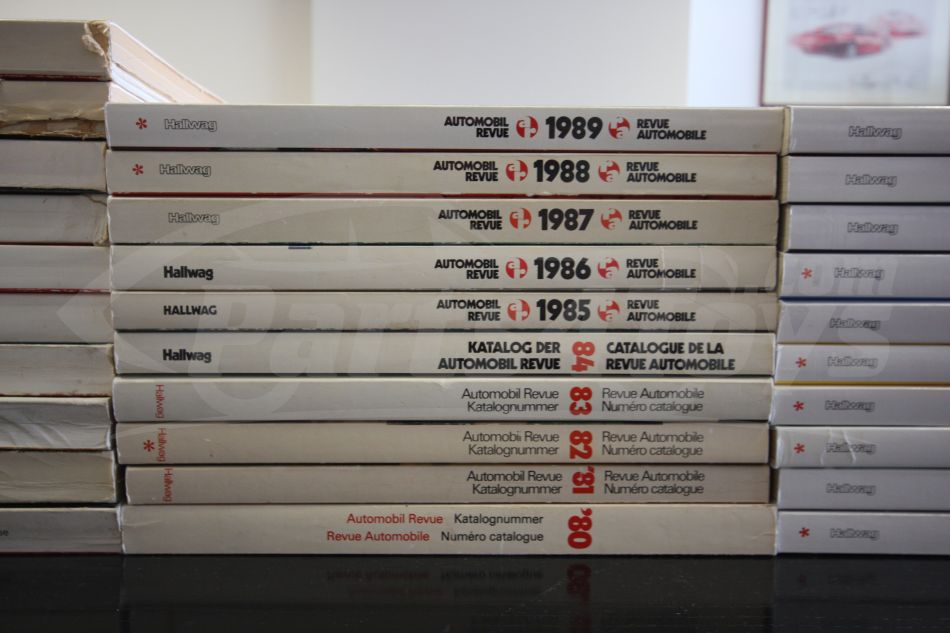 * Hallwag AUTOMOBIL REVUE 1989 REVUE AUTOMOBILE
* Hallwag AUTOMOBIL REVUE 1988 REVUE AUTOMOBILE
Hallwag AUTOMOBIL REVUE 1987 REVUE AUTOMOBILE
Hallwag AUTOMOBIL REVUE 1986 REVUE AUTOMOBILE
HALLWAG AUTOMOBIL REVUE 1985 REVUE AUTOMOBILE
Hallwag KATALOG DER AUTOMOBIL REVUE 84 CATALOGUE DE LA REVUE AUTOMOBILE
Hallwag Automobil Revue Katalognummer 83 Revue Automobile Numéro catalogue
* Hallwag Automobil Revue Katalognummer 82 Revue Automobile Numéro catalogue
Hallwag Automobil Revue Katalognummer '81 Revue Automobile Numéro catalogue
Automobil Revue Katalognummer '80
Revue Automobile Numéro catalogue
Hallwag
Hallwag
Hallwag
* Hallwag
Hallwag
* Hallwag
* Hallwag
* Hallwag
Hallwag
* Hallwag